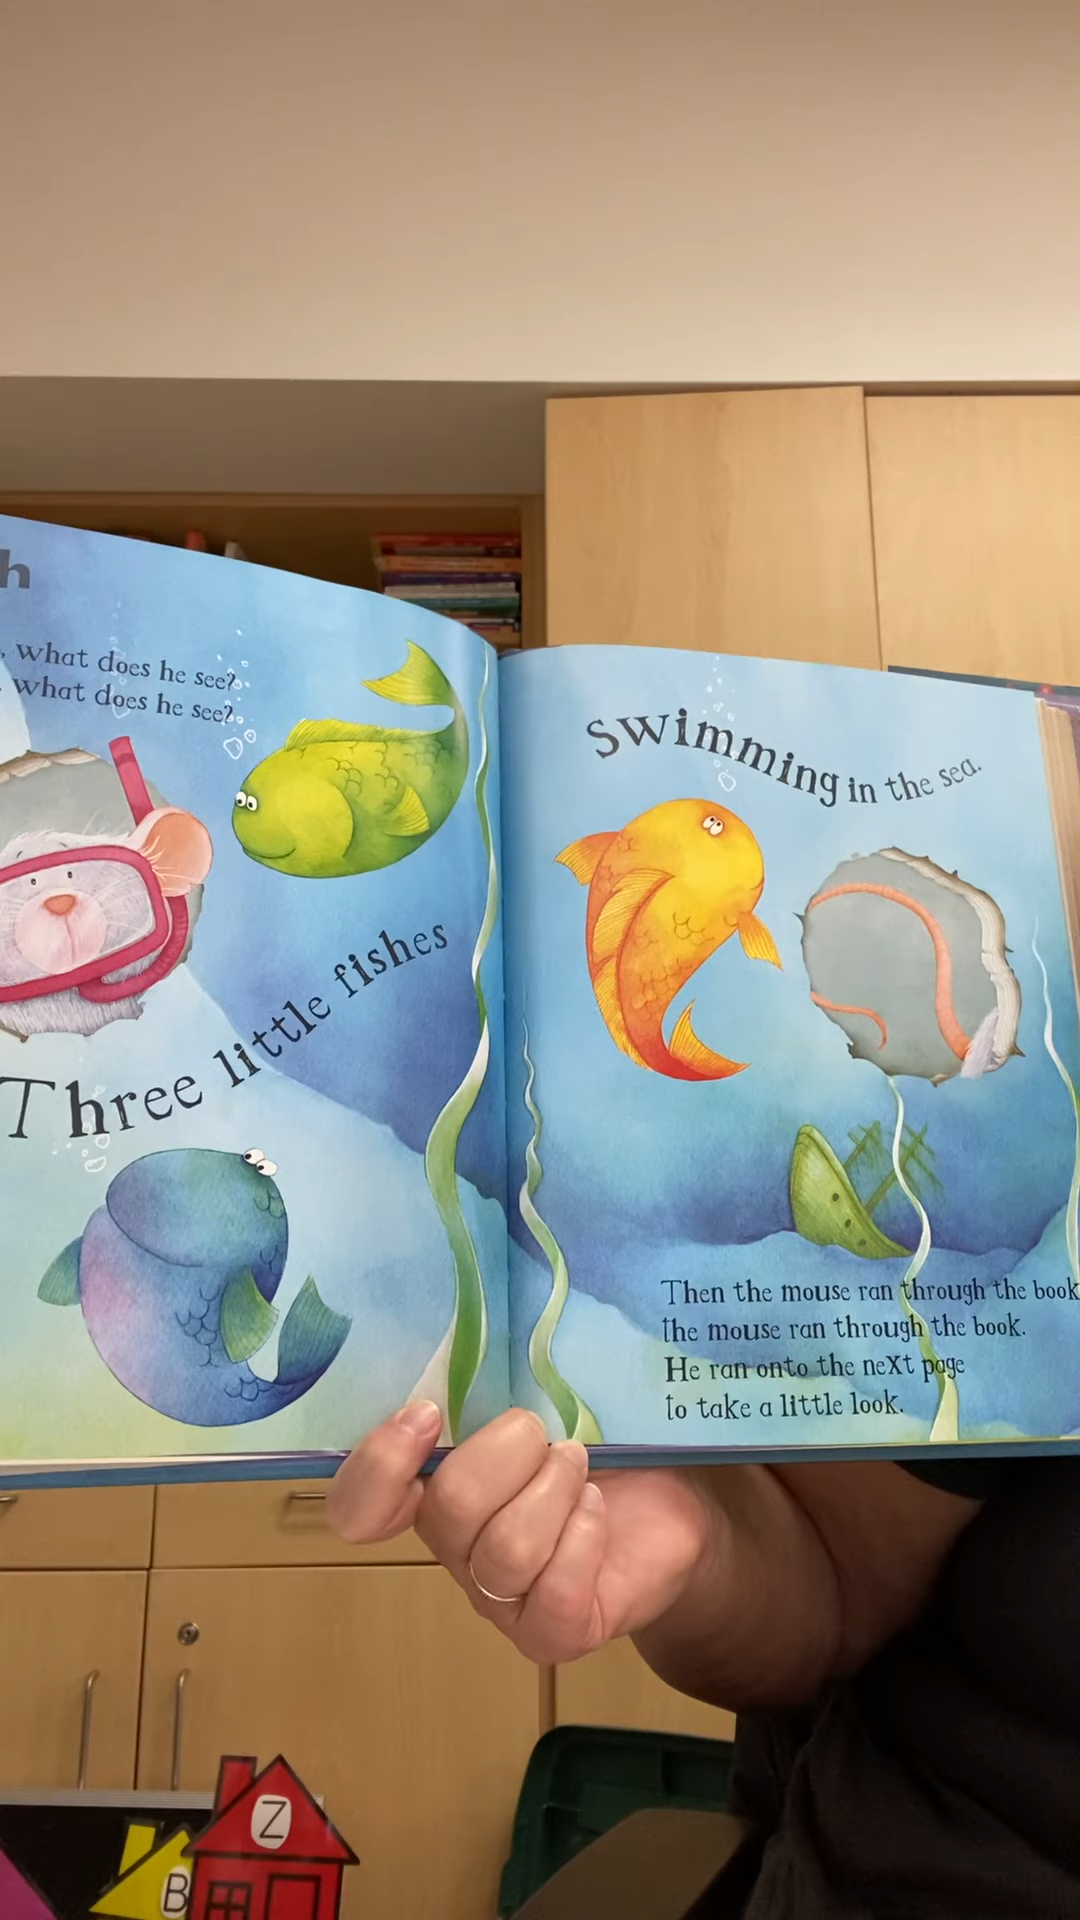 h
, what does he see?
. what does he see?
Three little fishes
Swimming in the sea.
Then the mouse ran through the book
the mouse ran through the book.
He ran onto the neXt page
to take a little look.
Z
B